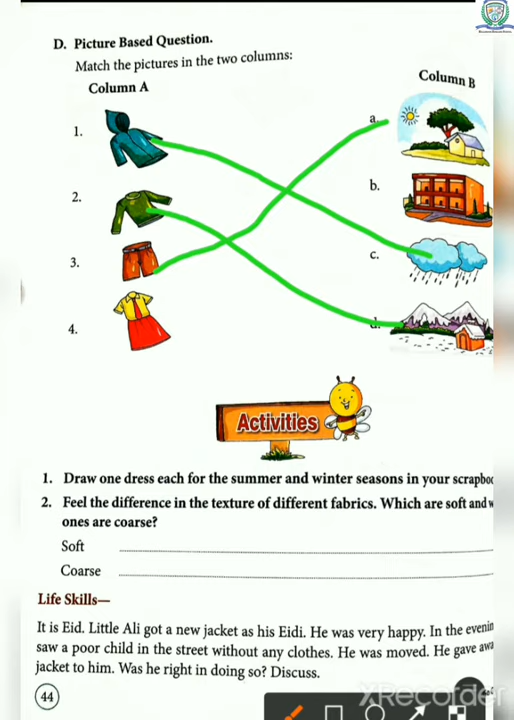 D. Picture Based Question.
Match the pictures in the two columns:
Column A
Column B
1.
a.
2.
b.
3.
c.
4.
d.
Activities
1. Draw one dress each for the summer and winter seasons in your scrapboo
2. Feel the difference in the texture of different fabrics. Which are soft and w
ones are coarse?
Soft
Coarse
Life Skills—
It is Eid. Little Ali got a new jacket as his Eidi. He was very happy. In the evenin
saw a poor child in the street without any clothes. He was moved. He gave awa
jacket to him. Was he right in doing so? Discuss.
44
XRecorder